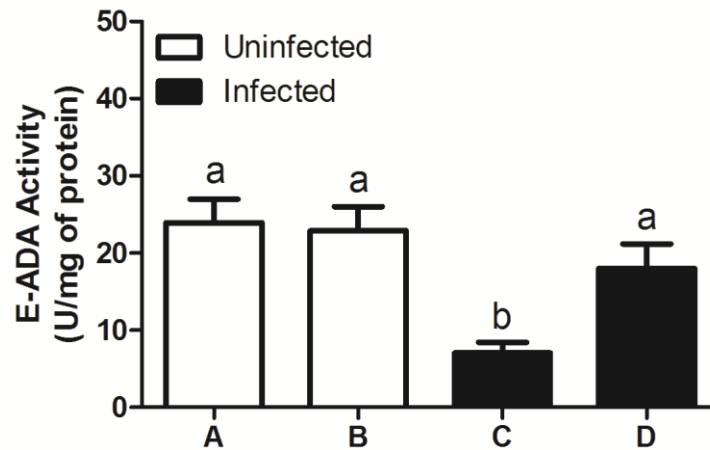 E-ADA Activity
(U/mg of protein)
50
40
30
20
10
0
Uninfected
Infected
a
a
b
a
A
B
C
D